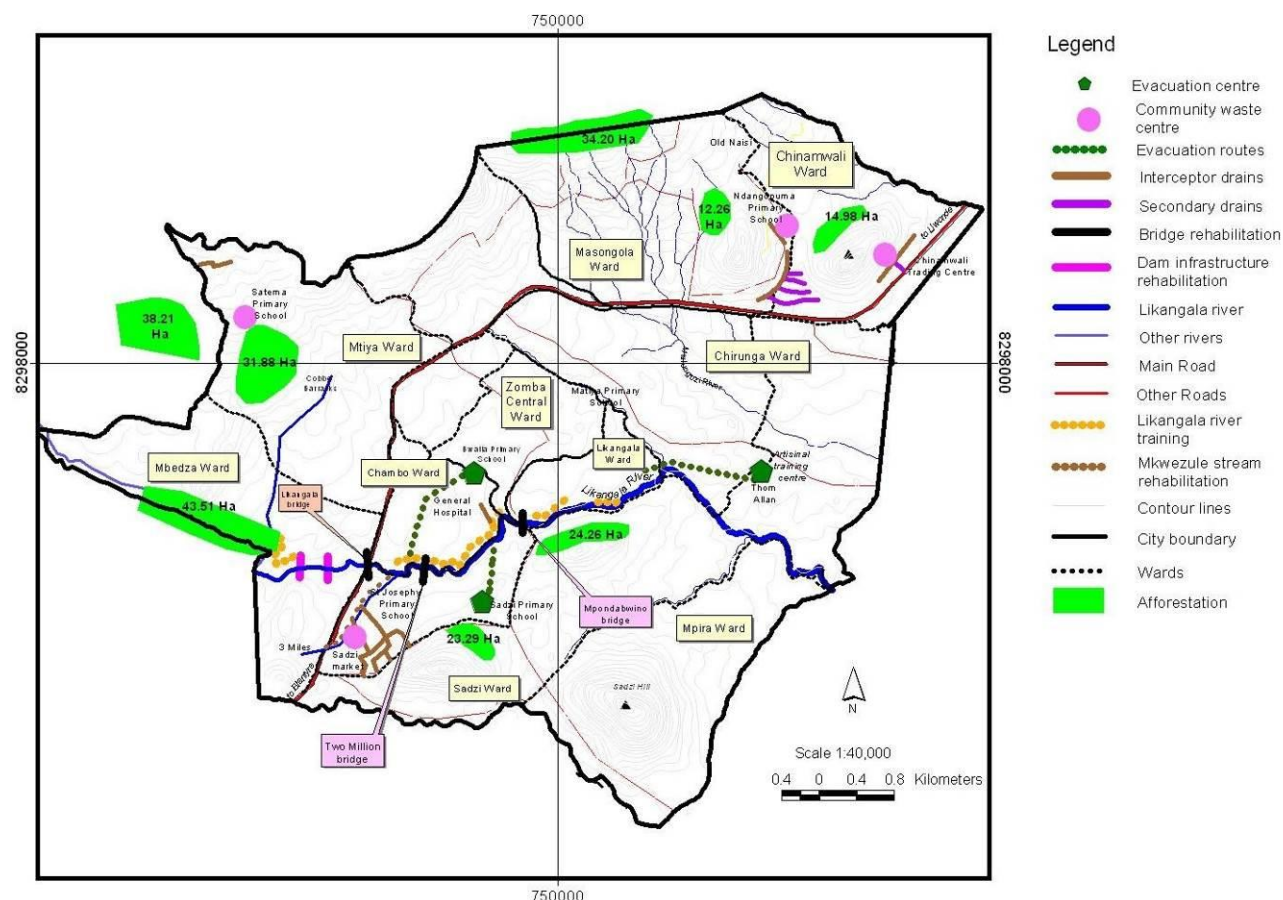 750000
Legend
Evacuation centre
Community waste
centre
Evacuation routes
Interceptor drains
Secondary drains
Bridge rehabilitation
Dam infrastructure
rehabilitation
Likangala river
Other rivers
Main Road
Other Roads
Likangala river
training
Mkwezule stream
rehabilitation
Contour lines
City boundary
Wards
Afforestation
34.20 Ha
Old Naisi
Chinamwali
Ward
Ndangopuma
Primary
School
12.26
Ha
14.98 Ha
to Liwonde
Chinamwali
Trading Centre
Masongola
Ward
Satema
Primary
School
38.21
Ha
31.88 Ha
Mtiya Ward
8298000
8298000
Chirunga Ward
Zomba
Central
Ward
Cobbe
Barracks
Primary
School
Likangala
Ward
Mbedza Ward
Chambo Ward
Primary
School
Artisinal
training
centre
Thom
Allan
Likangala River
Likangala
bridge
General
Hospital
43.51 Ha
24.26 Ha
St Josephs
Primary
School
Sadzi Primary
School
Mpondabwino
bridge
Mpira Ward
23.29 Ha
3 Miles
Sadzi
market
to Blantyre
Sadzi Ward
Sadzi Hill
N
Two Million
bridge
Scale 1:40,000
0.4 0 0.4 0.8 Kilometers
750000